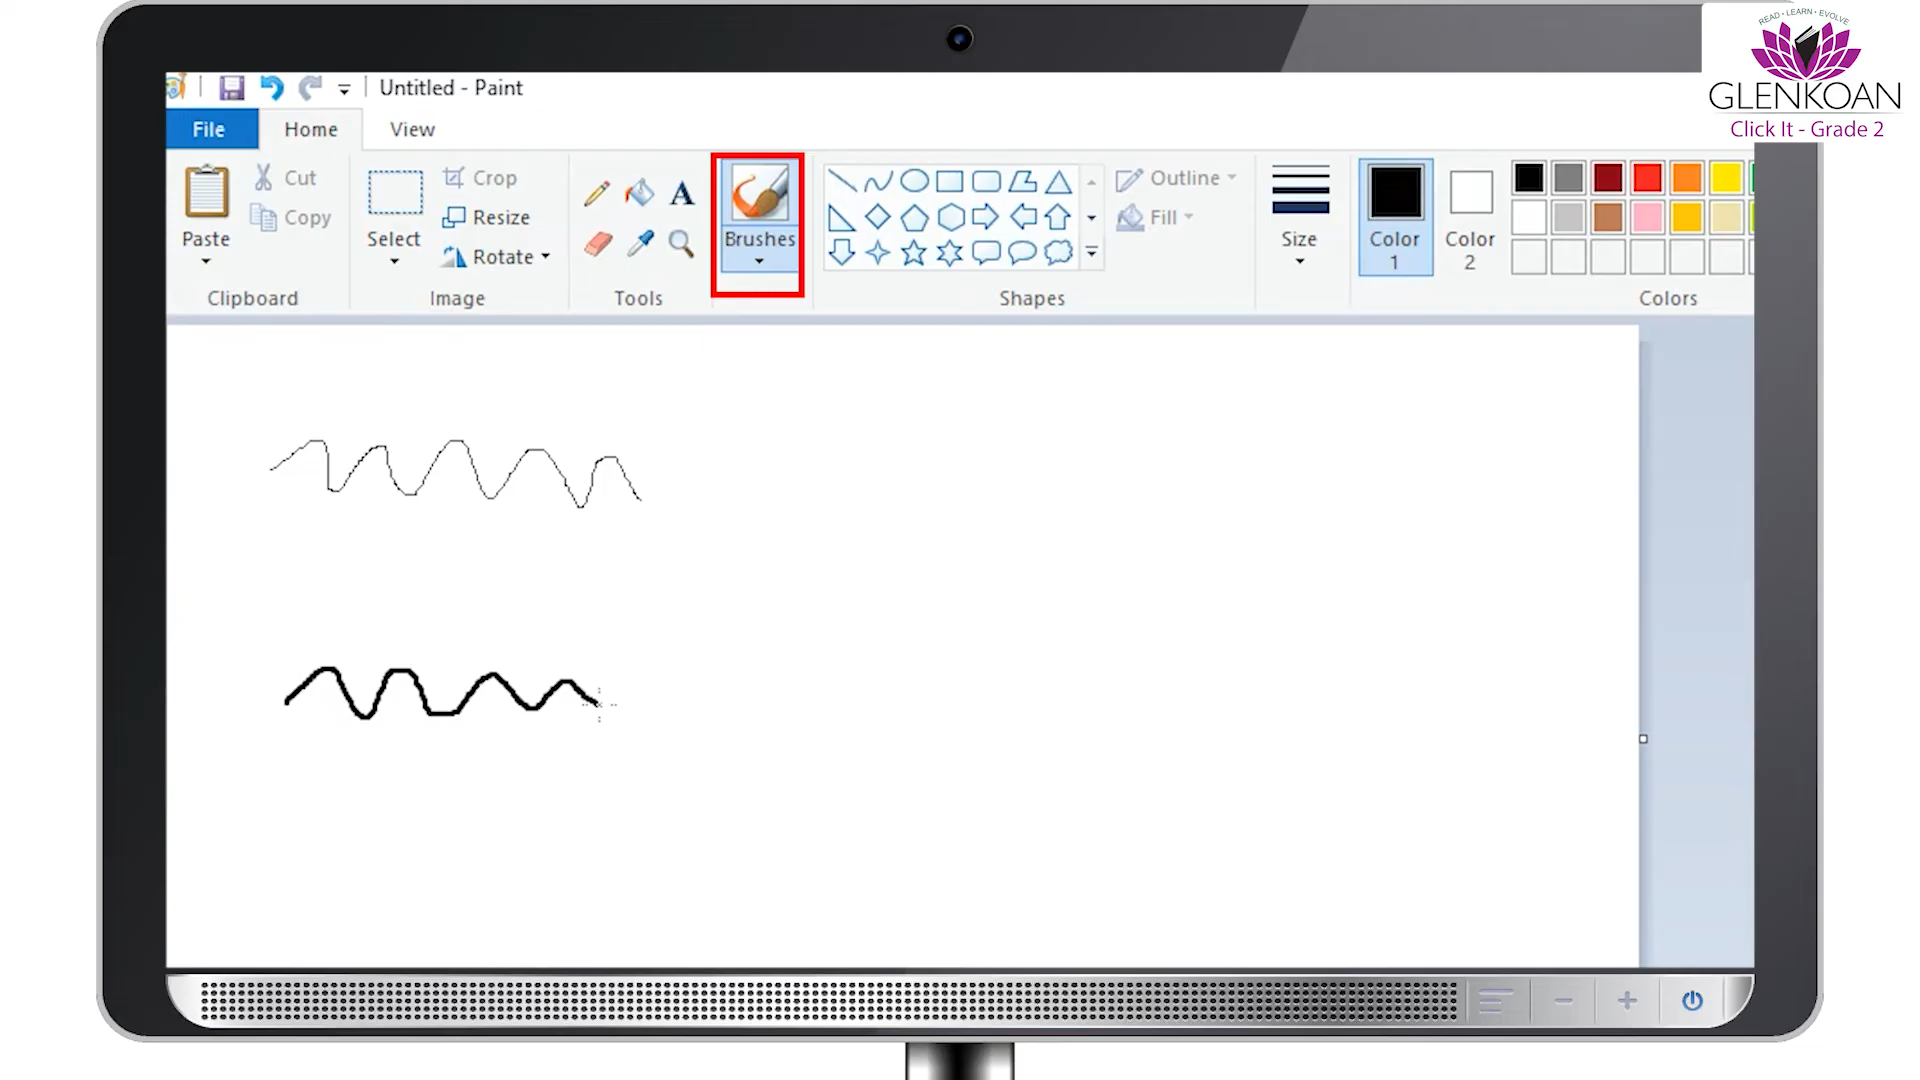 READ • LEARN • EVOLVE
GLENKOAN
Click It - Grade 2
Untitled - Paint
File
Home
View
Paste
Cut
Copy
Clipboard
Select
Crop
Resize
Rotate
Image
A
Tools
Brushes
Shapes
Outline
Fill
Size
Color
1
Color
2
Colors